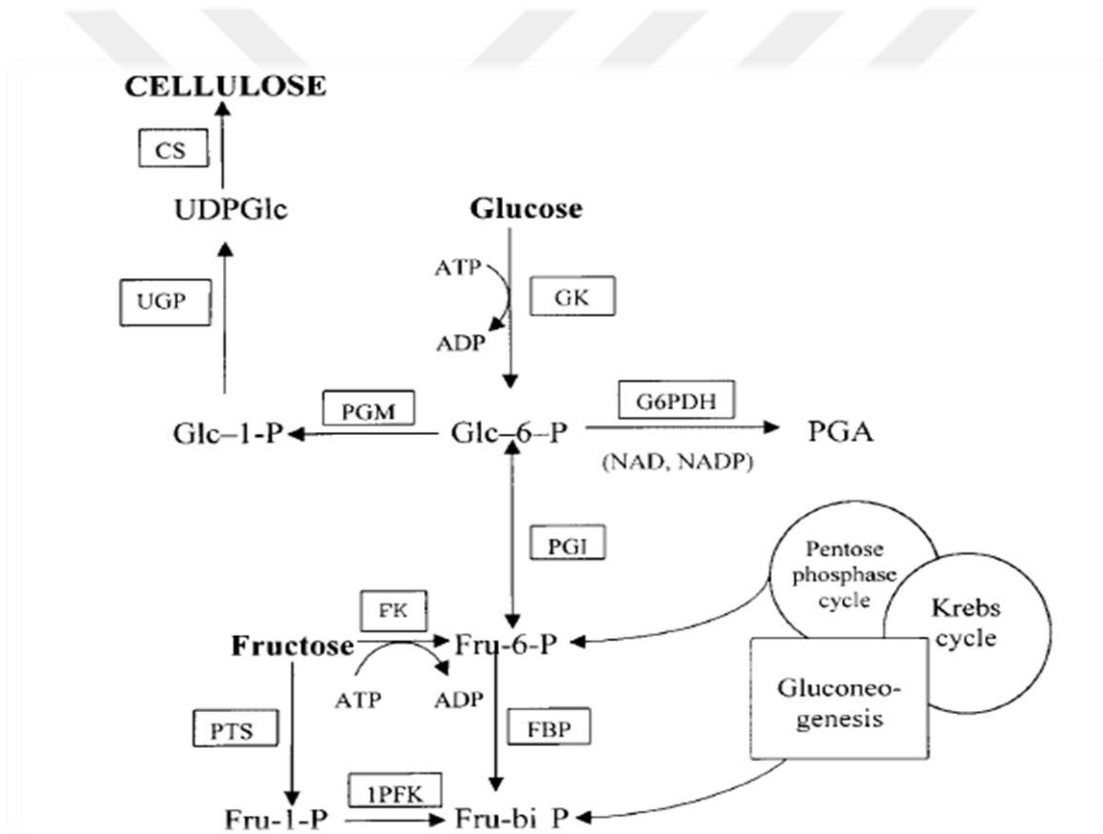 CELLULOSE
CS
UDPGlc
Glucose
ATP
UGP
GK
ADP
PGM
G6PDH
Glc–1-P
Glc–6–P
PGA
(NAD, NADP)
PGI
Pentose
phosphase
cycle
Krebs
cycle
FK
Fructose
Fru-6-P
ATP
ADP
Gluconeo-
genesis
PTS
FBP
1PFK
Fru-1-P
Fru-bi P